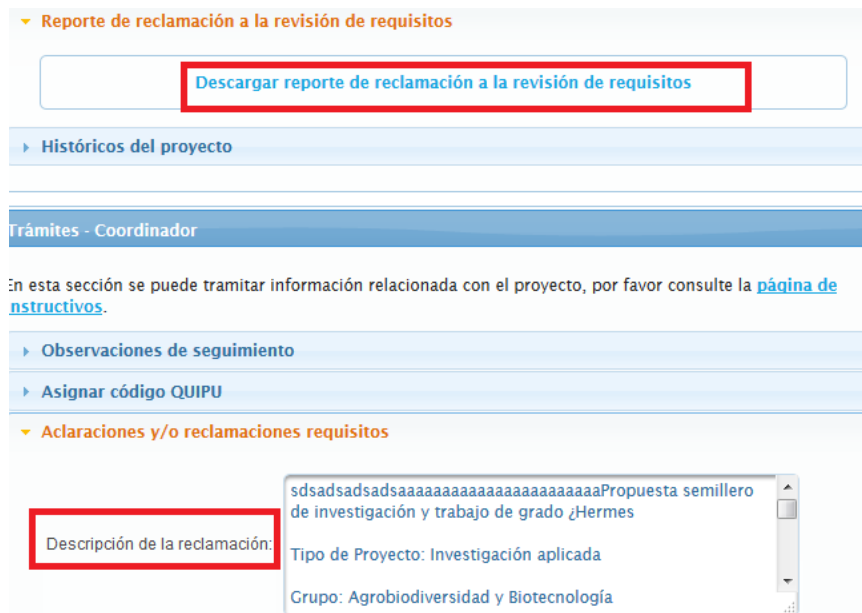 Reporte de reclamación a la revisión de requisitos
Descargar reporte de reclamación a la revisión de requisitos
Históricos del proyecto
Trámites - Coordinador
En esta sección se puede tramitar información relacionada con el proyecto, por favor consulte la página de
instructivos.
Observaciones de seguimiento
Asignar código QUIPU
Aclaraciones y/o reclamaciones requisitos
Descripción de la reclamación:
sdsadsadsadsaaaaaaaaaaaaaaaaaaaaaaaPropuesta semillero
de investigación y trabajo de grado ¿Hermes
Tipo de Proyecto: Investigación aplicada
Grupo: Agrobiodiversidad y Biotecnología